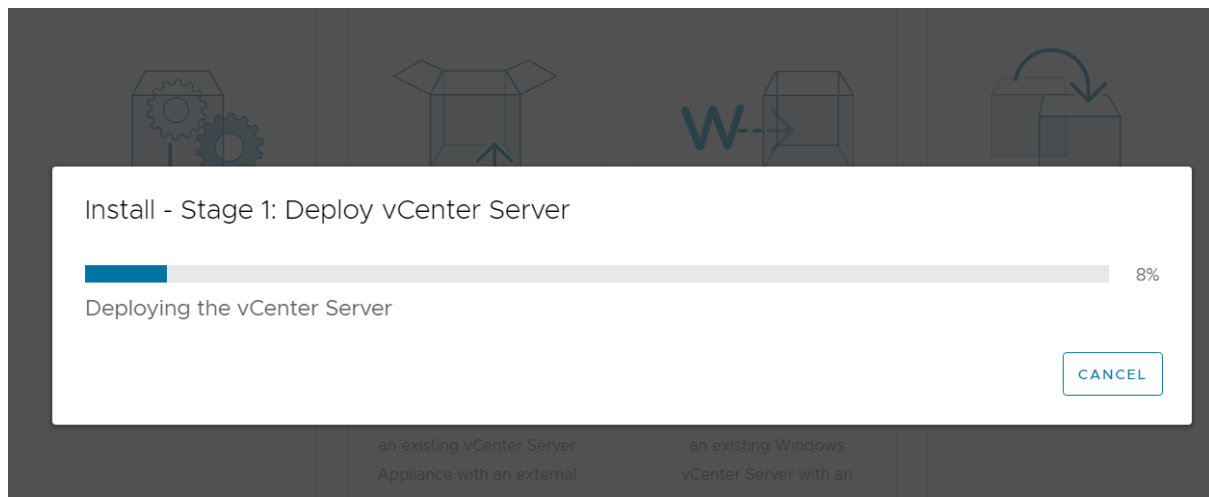 Install - Stage 1: Deploy vCenter Server
8%
Deploying the vCenter Server
CANCEL
an existing vCenter Server
Appliance with an external
an existing Windows
vCenter Server with an